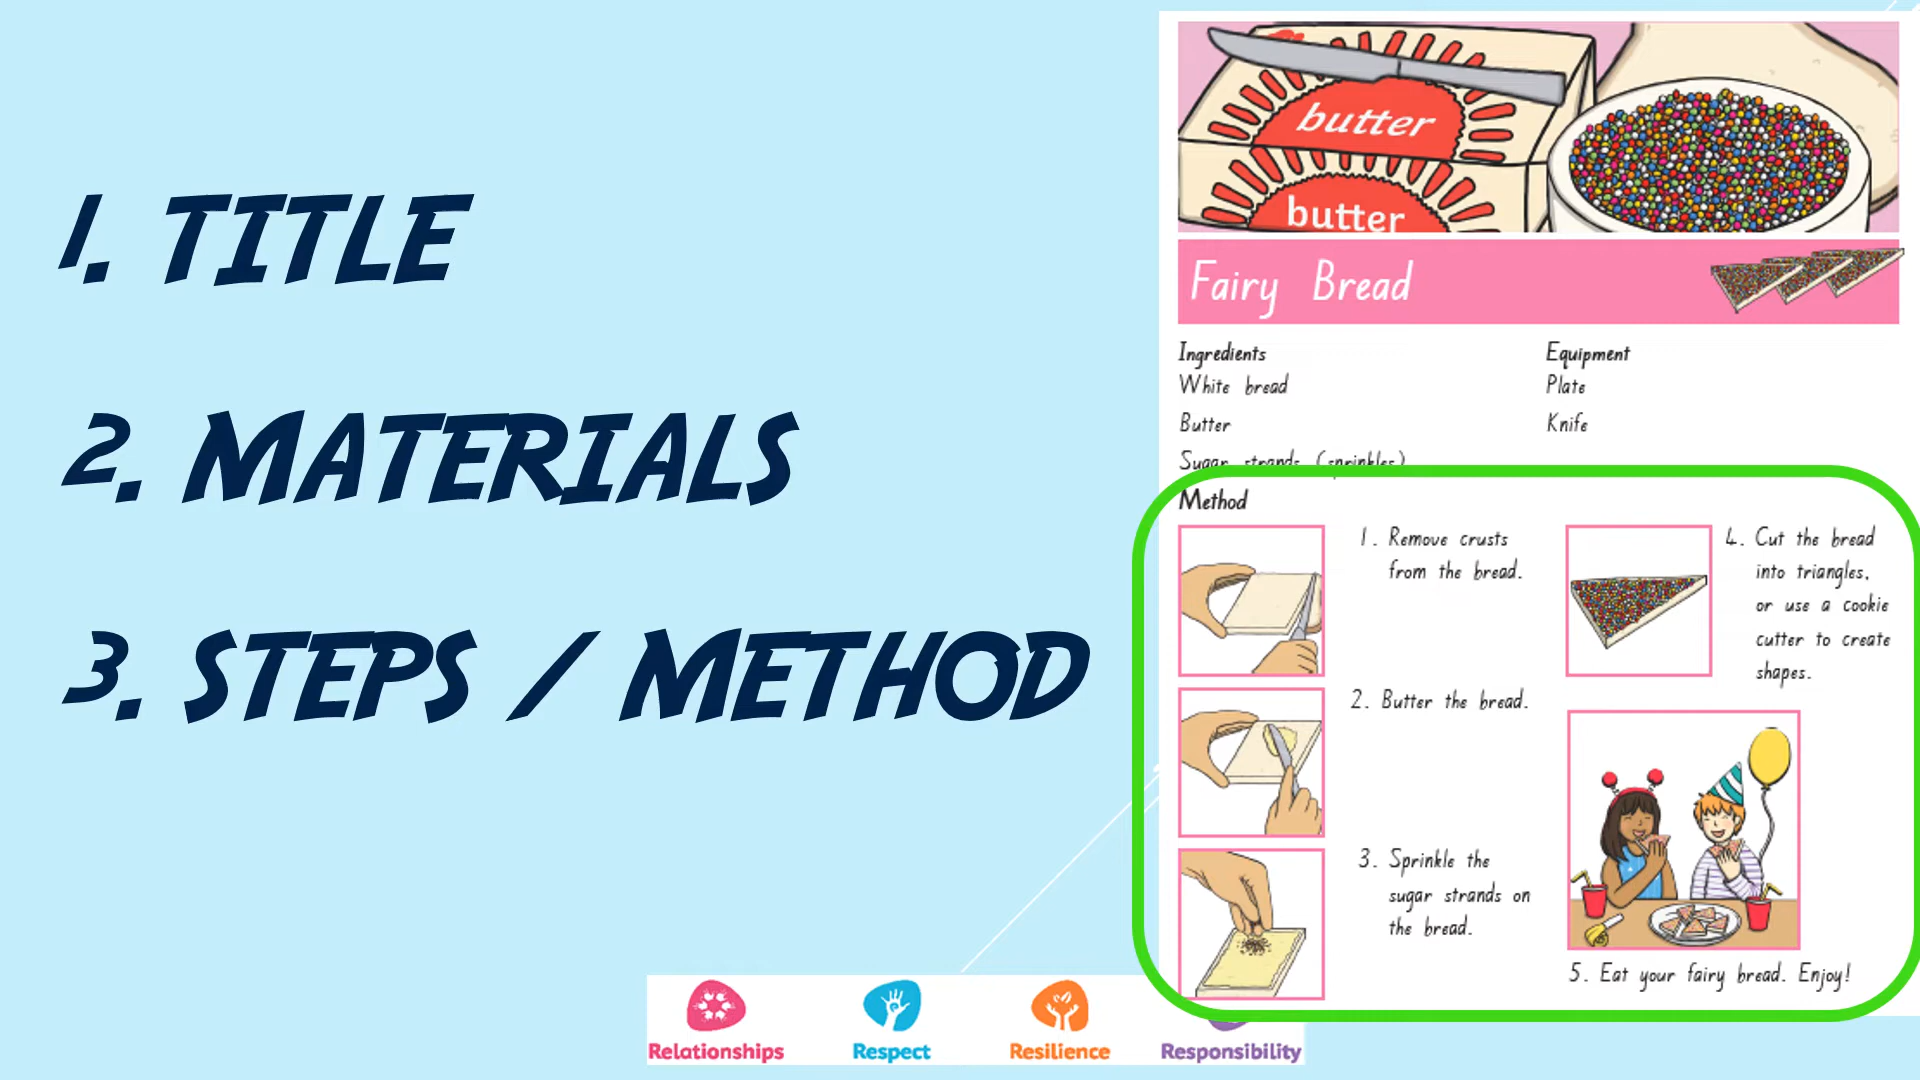 1. TITLE
2. MATERIALS
3. STEPS / METHOD
butter
butter
Fairy Bread
Ingredients
White bread
Butter
Sugar strands (sprinkles)
Equipment
Plate
Knife
Method
1. Remove crusts
from the bread.
2. Butter the bread.
3. Sprinkle the
sugar strands on
the bread.
4. Cut the bread
into triangles,
or use a cookie
cutter to create
shapes.
5. Eat your fairy bread. Enjoy!
Relationships
Respect
Resilience
Responsibility